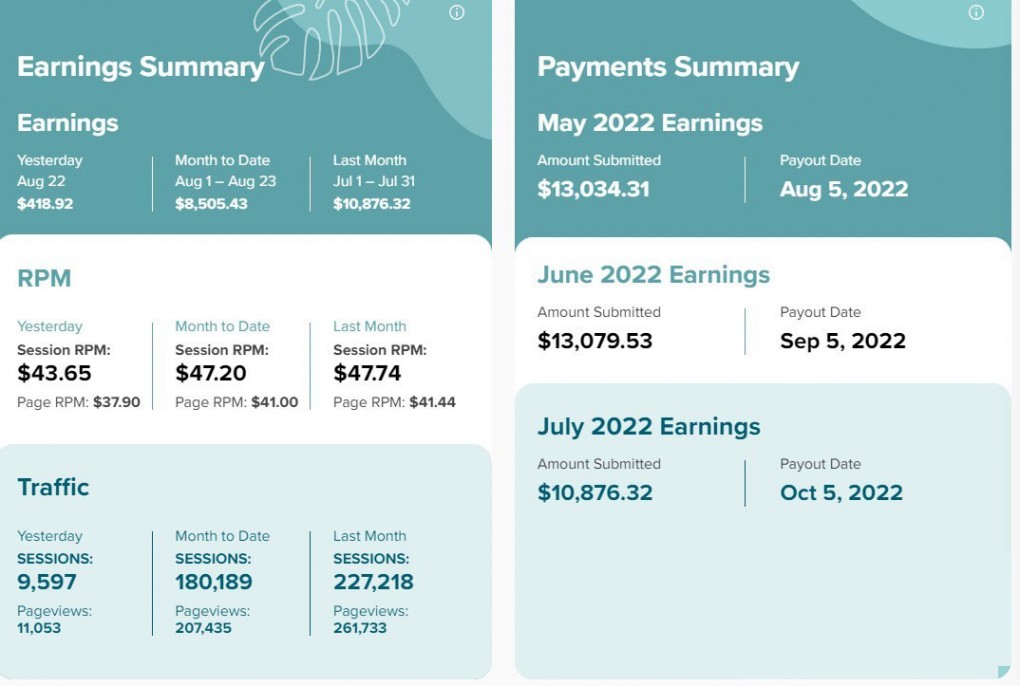 Earnings Summary
Earnings
Yesterday
Aug 22
$418.92
Month to Date
Aug 1 – Aug 23
$8,505.43
Last Month
Jul 1 – Jul 31
$10,876.32
RPM
Yesterday
Session RPM:
$43.65
Page RPM: $37.90
Month to Date
Session RPM:
$47.20
Page RPM: $41.00
Last Month
Session RPM:
$47.74
Page RPM: $41.44
Traffic
Yesterday
SESSIONS:
9,597
Pageviews:
11,053
Month to Date
SESSIONS:
180,189
Pageviews:
207,435
Last Month
SESSIONS:
227,218
Pageviews:
261,733
Payments Summary
May 2022 Earnings
Amount Submitted
$13,034.31
Payout Date
Aug 5, 2022
June 2022 Earnings
Amount Submitted
$13,079.53
Payout Date
Sep 5, 2022
July 2022 Earnings
Amount Submitted
$10,876.32
Payout Date
Oct 5, 2022